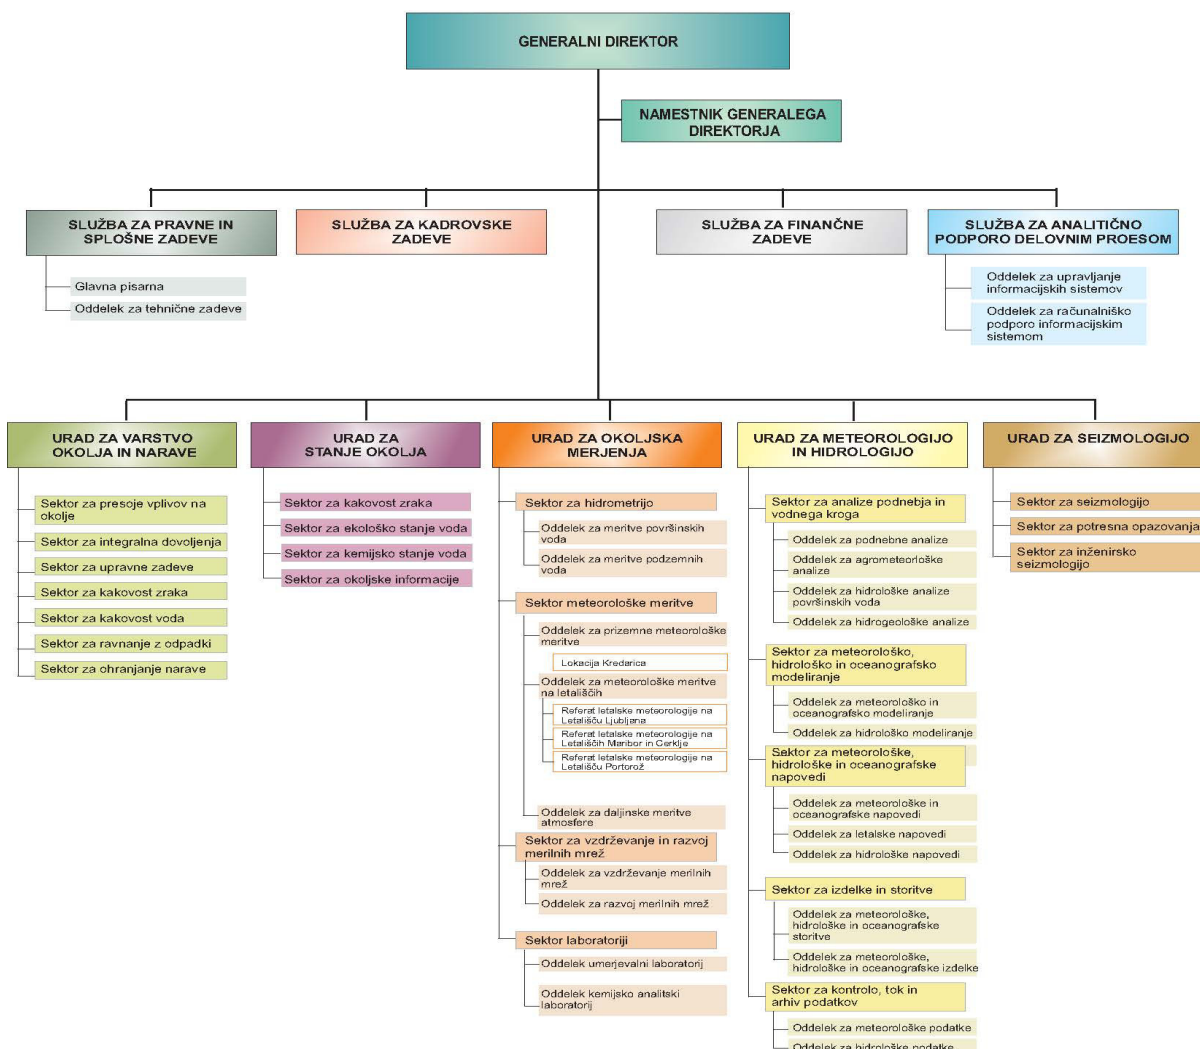 GENERALNI DIREKTOR
NAMESTNIK GENERALEGA
DIREKTORJA
SLUŽBA ZA PRAVNE IN
SPLOŠNE ZADEVE
Glavna pisarna
Oddelek za tehnične zadeve
SLUŽBA ZA KADROVSKE
ZADEVE
SLUŽBA ZA FINANČNE
ZADEVE
SLUŽBA ZA ANALITIČNO
PODPORO DELOVNIM PROESOM
Oddelek za upravljanje
informacijskih sistemov
Oddelek za računalniško
podporo informacijskim
sistemom
URAD ZA VARSTVO
OKOLJA IN NARAVE
Sektor za presoje vplivov na
okolje
Sektor za integralna dovoljenja
Sektor za upravne zadeve
Sektor za kakovost zraka
Sektor za kakovost voda
Sektor za ravnanje z odpadki
Sektor za ohranjanje narave
URAD ZA
STANJE OKOLJA
Sektor za kakovost zraka
Sektor za ekološko stanje voda
Sektor za kemijsko stanje voda
Sektor za okoljske informacije
URAD ZA OKOLJSKA
MERJENJA
Sektor za hidrometrijo
Oddelek za meritve površinskih
voda
Oddelek za meritve podzemnih
voda
Sektor meteorološke meritve
Oddelek za prizemne meteorološke
meritve
Lokacija Kredarica
Oddelek za meteorološke meritve
na letališčih
Referat letalske meteorologije na
Letališču Ljubljana
Referat letalske meteorologije na
Letališčih Maribor in Cerklje
Referat letalske meteorologije na
Letališču Portorož
Oddelek za daljinske meritve
atmosfere
Sektor za vzdrževanje in razvoj
merilnih mrež
Oddelek za vzdrževanje merilnih
mrež
Oddelek za razvoj merilnih mrež
Sektor laboratoriji
Oddelek umerjevalni laboratorij
Oddelek kemijsko analitski
laboratorij
URAD ZA METEOROLOGIJO
IN HIDROLOGIJO
Sektor za analize podnebja in
vodnega kroga
Oddelek za podnebne analize
Oddelek za agrometeorloške
analize
Oddelek za hidrološke analize
površinskih voda
Oddelek za hidrogeološke analize
Sektor za meteorološko,
hidrološko in oceanografsko
modeliranje
Oddelek za meteorološko in
oceanografsko modeliranje
Oddelek za hidrološko modeliranje
Sektor za meteorološke,
hidrološke in oceanografske
napovedi
Oddelek za meteorološke in
oceanografske napovedi
Oddelek za letalske napovedi
Oddelek za hidrološke napovedi
Sektor za izdelke in storitve
Oddelek za meteorološke,
hidrološke in oceanografske
storitve
Oddelek za meteorološke,
hidrološke in oceanografske izdelke
Sektor za kontrolo, tok in
arhiv podatkov
Oddelek za meteorološke podatke
Oddelek za hidrološke podatke
URAD ZA SEIZMOLOGIJO
Sektor za seizmologijo
Sektor za potresna opazovanja
Sektor za inženirsko
seizmologijo